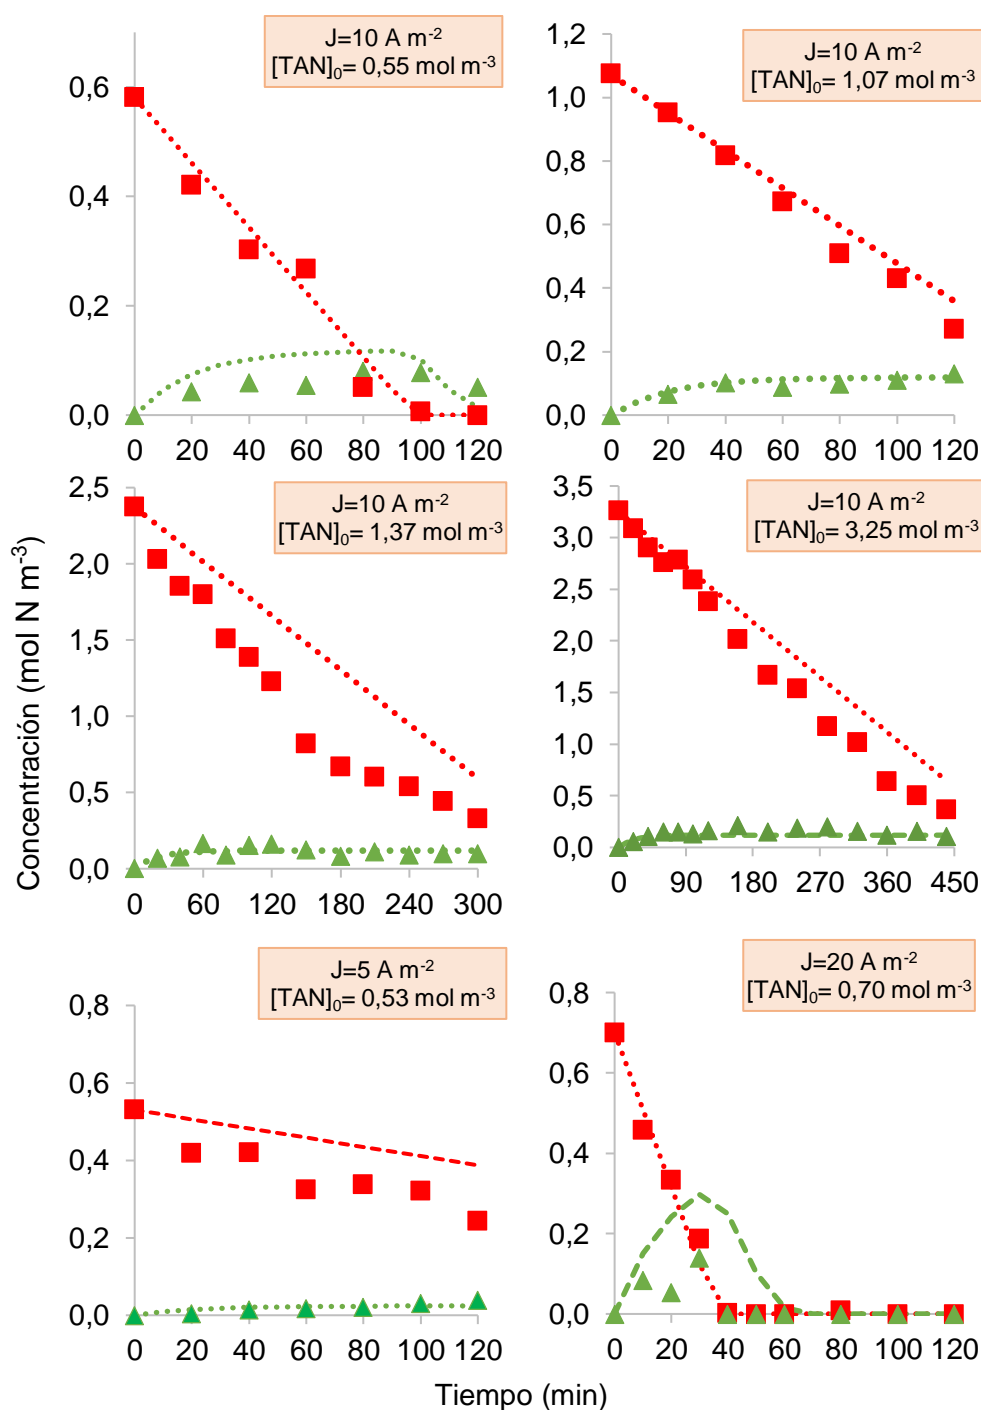 J=10 A m-2
[TAN]0= 0,55 mol m-3
0,6
0,4
0,2
0,0
0 20 40 60 80 100 120
J=10 A m-2
[TAN]0= 1,07 mol m-3
1,2
1,0
0,8
0,6
0,4
0,2
0,0
0 20 40 60 80 100 120
J=10 A m-2
[TAN]0= 1,37 mol m-3
2,5
2,0
1,5
1,0
0,5
0,0
0 60 120 180 240 300
J=10 A m-2
[TAN]0= 3,25 mol m-3
3,5
3,0
2,5
2,0
1,5
1,0
0,5
0,0
0 90 180 270 360 450
Concentración (mol N m-3)
J=5 A m-2
[TAN]0= 0,53 mol m-3
0,8
0,6
0,4
0,2
0,0
0 20 40 60 80 100 120
J=20 A m-2
[TAN]0= 0,70 mol m-3
0,8
0,6
0,4
0,2
0,0
0 20 40 60 80 100 120
Tiempo (min)